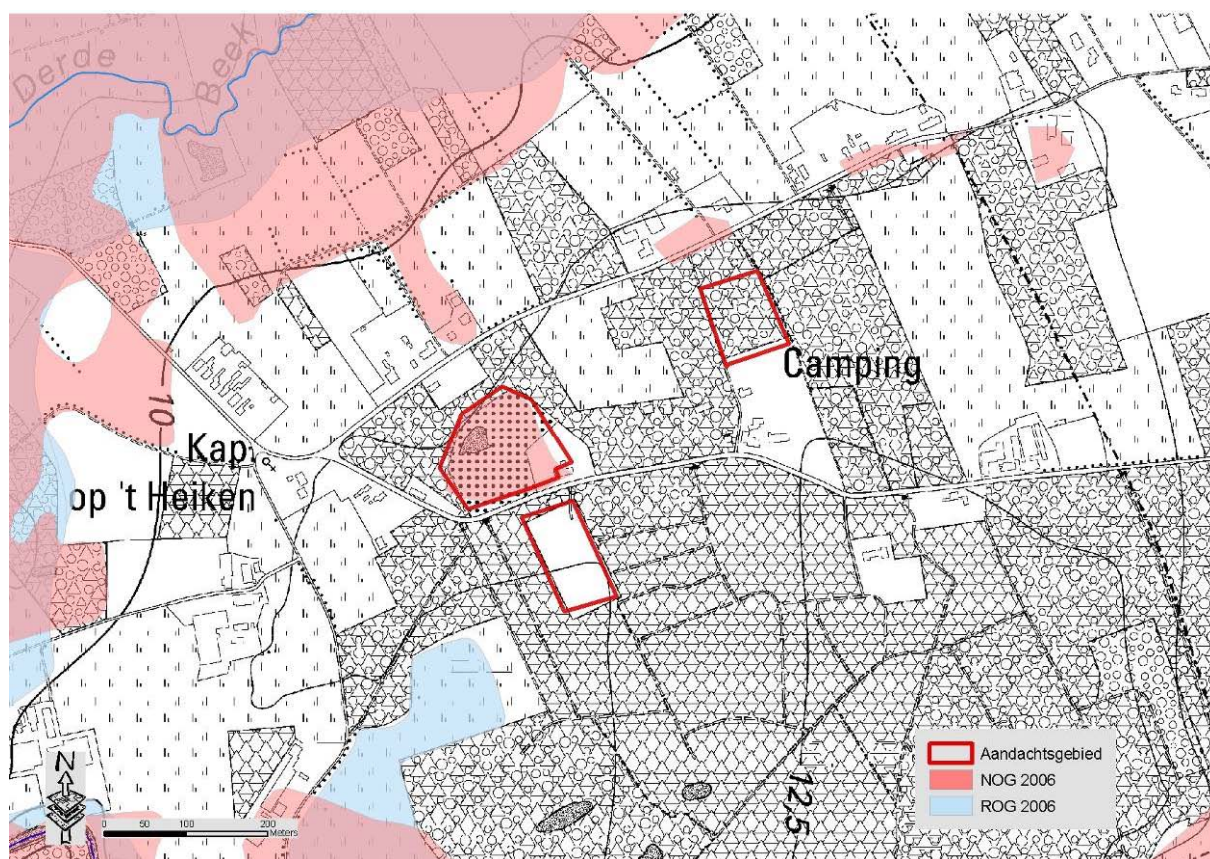 Derde Beek
Camping
10
Kap.
op 't Heiken
12,5
N
0 50 100 200
Meters
Aandachtsgebied
NOG 2006
ROG 2006